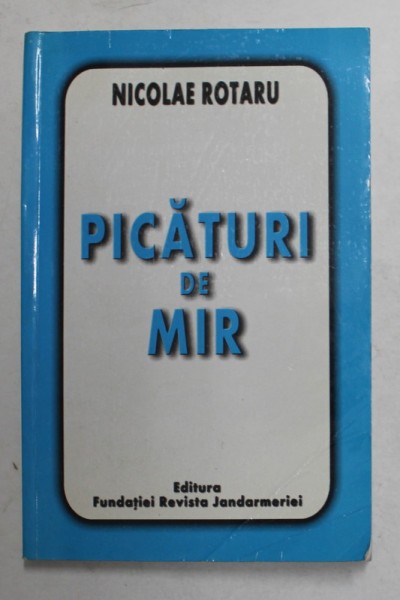 NICOLAE ROTARU
PICĂTURI
DE
MIR
Editura
Fundației Revista Jandarmeriei